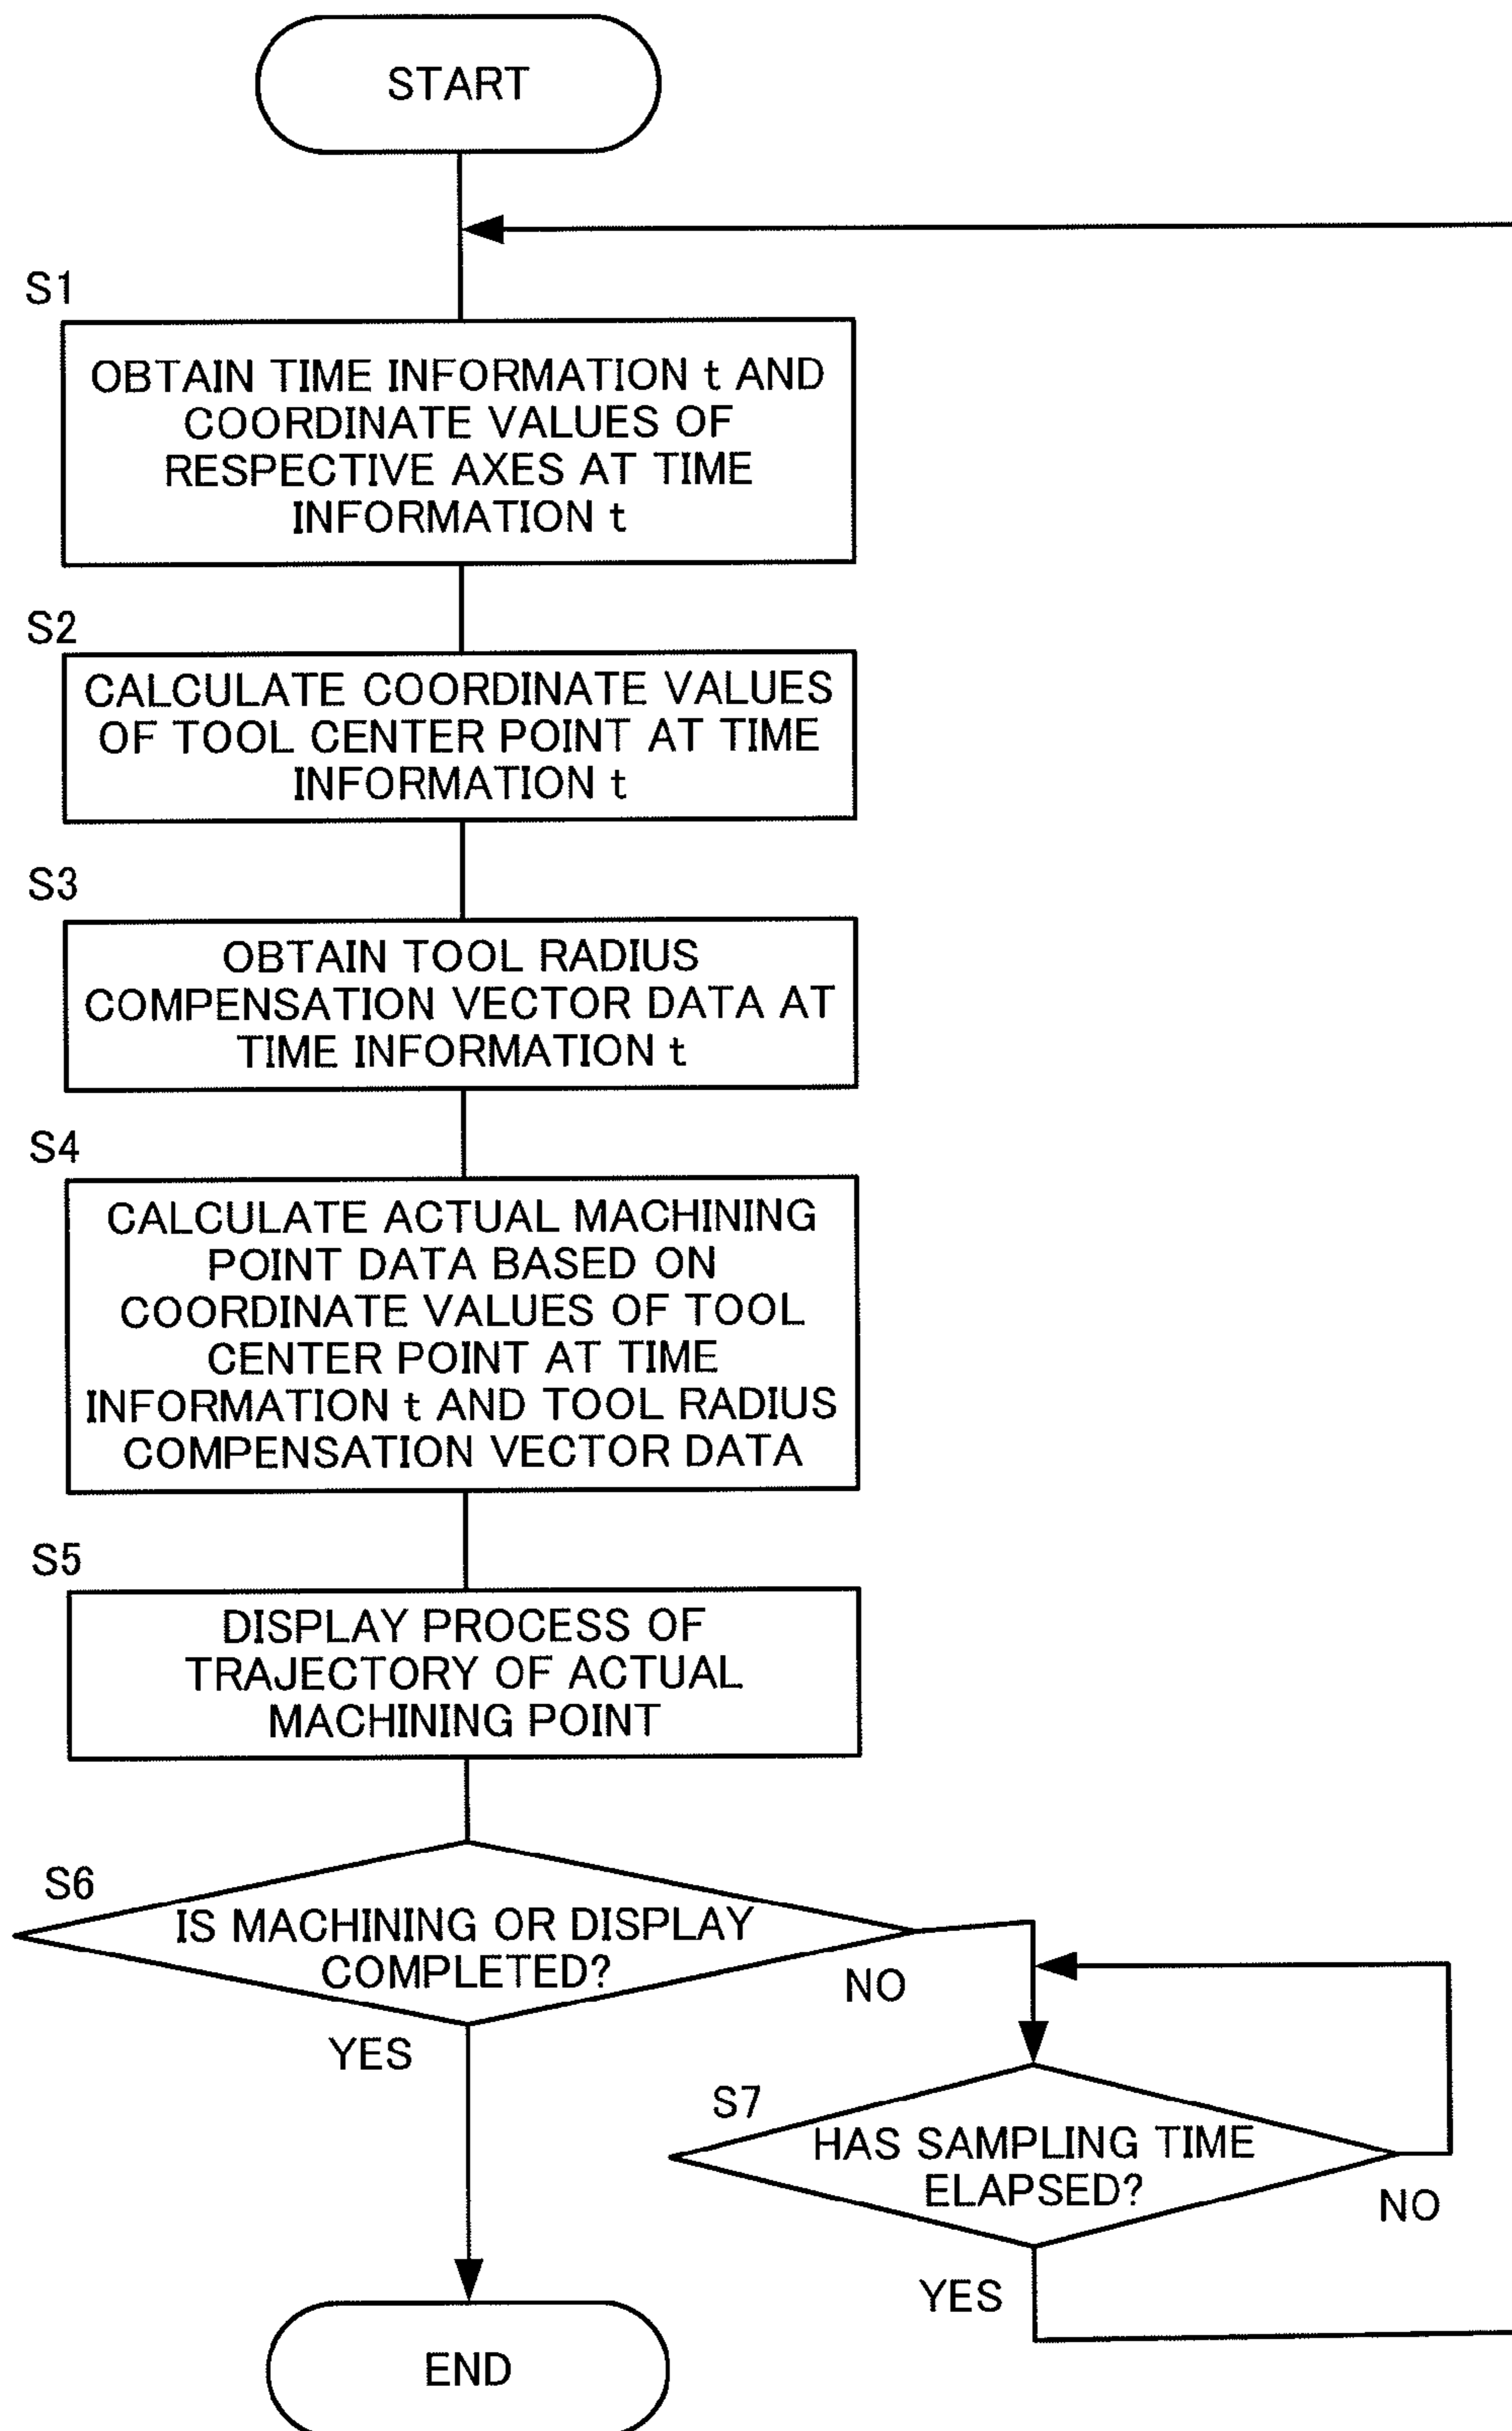 START
S1
OBTAIN TIME INFORMATION t AND
COORDINATE VALUES OF
RESPECTIVE AXES AT TIME
INFORMATION t
S2
CALCULATE COORDINATE VALUES
OF TOOL CENTER POINT AT TIME
INFORMATION t
S3
OBTAIN TOOL RADIUS
COMPENSATION VECTOR DATA AT
TIME INFORMATION t
S4
CALCULATE ACTUAL MACHINING
POINT DATA BASED ON
COORDINATE VALUES OF TOOL
CENTER POINT AT TIME
INFORMATION t AND TOOL RADIUS
COMPENSATION VECTOR DATA
S5
DISPLAY PROCESS OF
TRAJECTORY OF ACTUAL
MACHINING POINT
S6
IS MACHINING OR DISPLAY
COMPLETED?
NO
YES
S7
HAS SAMPLING TIME
ELAPSED?
NO
YES
END